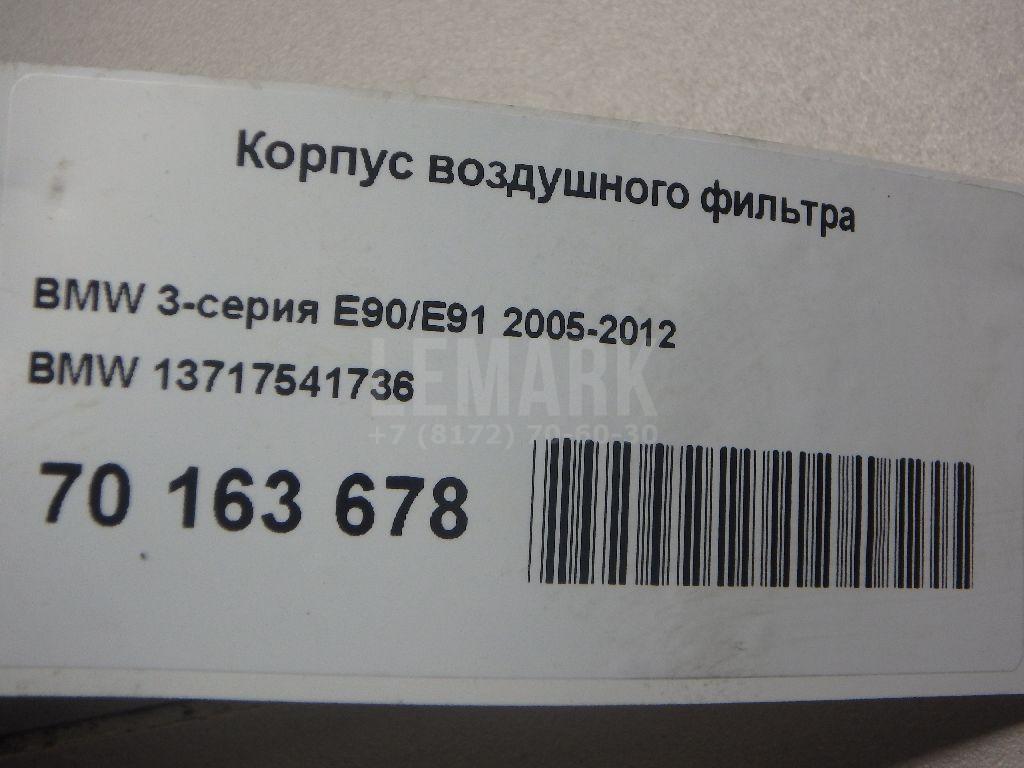 Корпус воздушного фильтра
BMW 3-серия E90/E91 2005-2012
BMW 13717541736
LEMARK
+7 (8172) 70-60-30
70 163 678